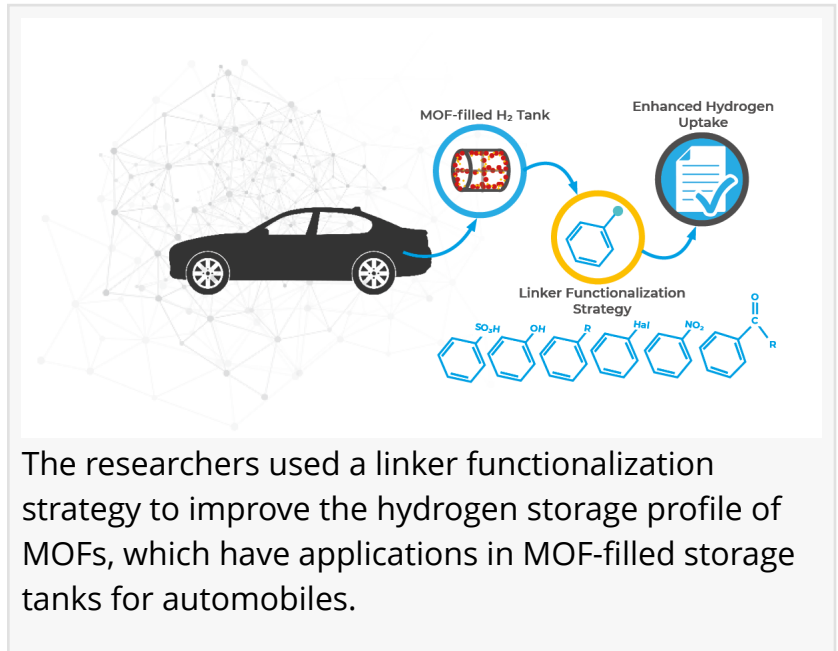 MOF-filled H₂ Tank
Enhanced Hydrogen
Uptake
Linker Functionalization
Strategy
SO₃H OH R Hal NO₂ O C R
The researchers used a linker functionalization
strategy to improve the hydrogen storage profile of
MOFs, which have applications in MOF-filled storage
tanks for automobiles.